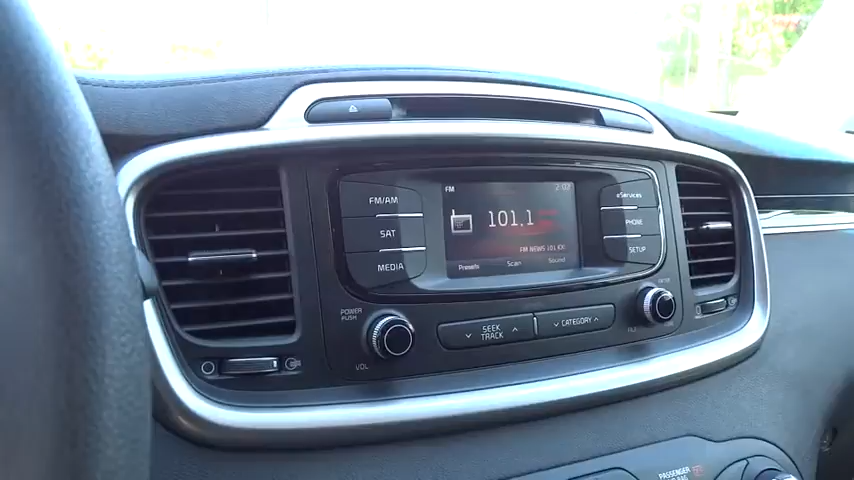 FM/AM
SAT
MEDIA
FM
2:02
101.1
FM NEWS 101 KX
Presets
Scan
Sound
eServices
PHONE
SETUP
POWER
PUSH
VOL
SEEK
TRACK
CATEGORY
PASSENGER